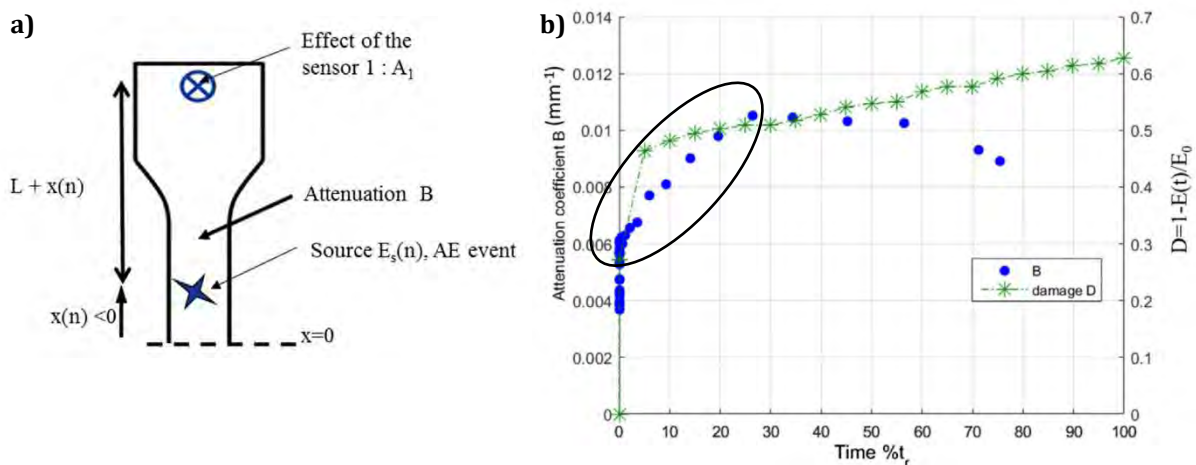 a)
Effect of the
sensor 1 : A₁
L + x(n)
Attenuation B
Source Eₛ(n), AE event
x(n) <0
x=0
b)
0.014
0.012
0.01
0.008
0.006
0.004
0.002
0
Attenuation coefficient B (mm⁻¹)
0.7
0.6
0.5
0.4
0.3
0.2
0.1
0
D=1-E(t)/E₀
B
damage D
0 10 20 30 40 50 60 70 80 90 100
Time %tᵣ